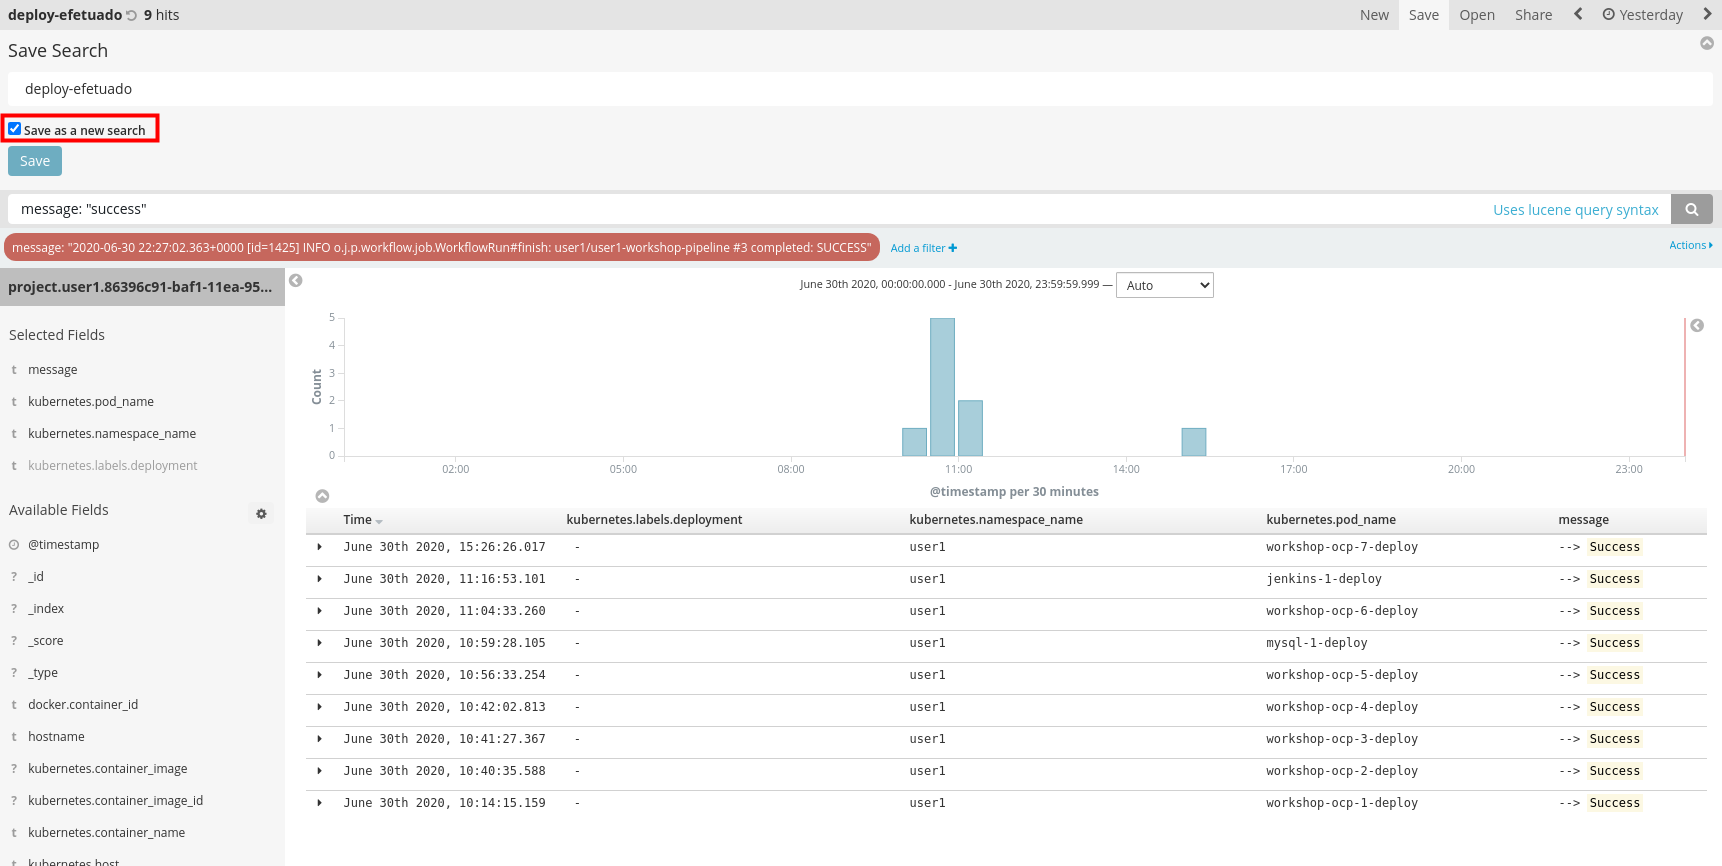 deploy-efetuado 9 hits New Save Open Share Yesterday
Save Search
deploy-efetuado
Save as a new search
Save
message: "success" Uses lucene query syntax
message: "2020-06-30 22:27:02.363+0000 [id=1425] INFO o.j.p.workflow.job.WorkflowRun#finish: user1/user1-workshop-pipeline #3 completed: SUCCESS" Add a filter + Actions
project.user1.86396c91-baf1-11ea-95...
Selected Fields
t message
t kubernetes.pod_name
t kubernetes.namespace_name
t kubernetes.labels.deployment
Available Fields
@timestamp
? _id
? _index
? _score
? _type
t docker.container_id
t hostname
? kubernetes.container_image
? kubernetes.container_image_id
t kubernetes.container_name
kubernetes.host
June 30th 2020, 00:00:00.000 - June 30th 2020, 23:59:59.999 — Auto
Count
5
4
3
2
1
0
02:00 05:00 08:00 11:00 14:00 17:00 20:00 23:00
@timestamp per 30 minutes
Time kubernetes.labels.deployment kubernetes.namespace_name kubernetes.pod_name message
June 30th 2020, 15:26:26.017 - user1 workshop-ocp-7-deploy --> Success
June 30th 2020, 11:16:53.101 - user1 jenkins-1-deploy --> Success
June 30th 2020, 11:04:33.260 - user1 workshop-ocp-6-deploy --> Success
June 30th 2020, 10:59:28.105 - user1 mysql-1-deploy --> Success
June 30th 2020, 10:56:33.254 - user1 workshop-ocp-5-deploy --> Success
June 30th 2020, 10:42:02.813 - user1 workshop-ocp-4-deploy --> Success
June 30th 2020, 10:41:27.367 - user1 workshop-ocp-3-deploy --> Success
June 30th 2020, 10:40:35.588 - user1 workshop-ocp-2-deploy --> Success
June 30th 2020, 10:14:15.159 - user1 workshop-ocp-1-deploy --> Success